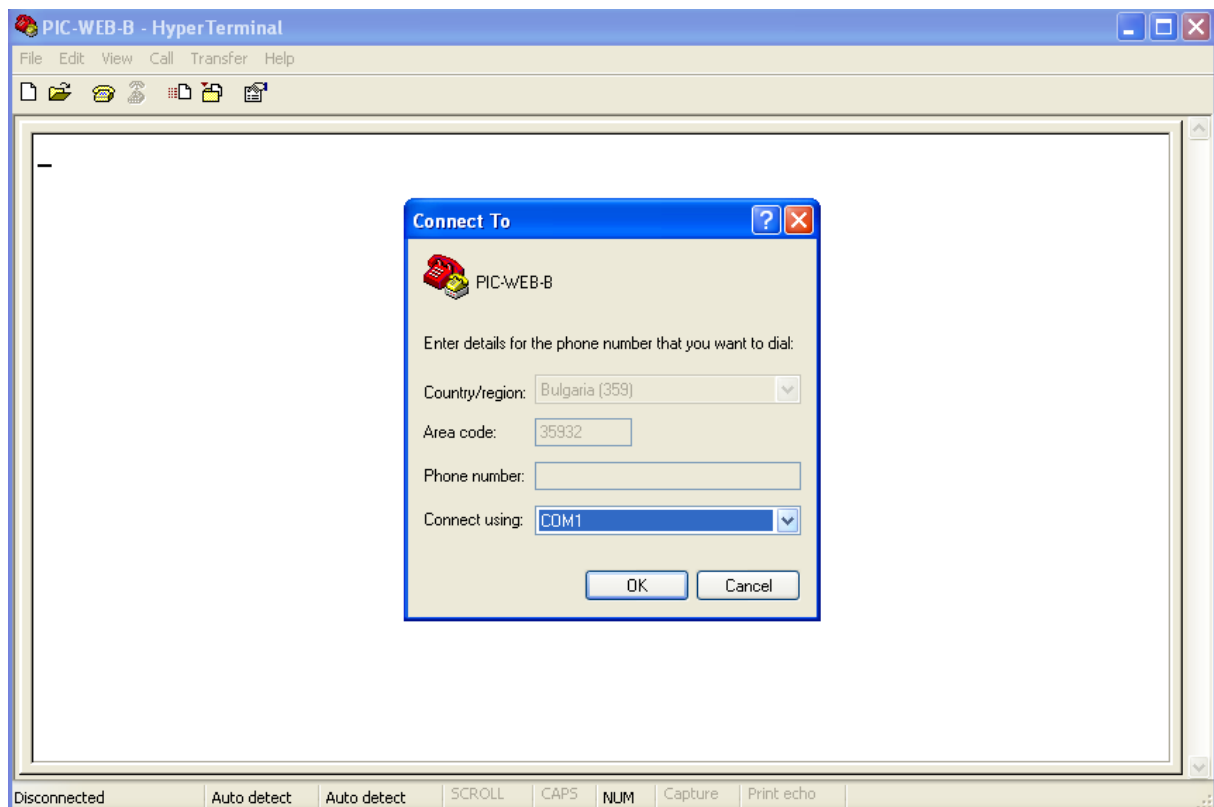 PIC-WEB-B - HyperTerminal
File Edit View Call Transfer Help
Connect To
?
PIC-WEB-B
Enter details for the phone number that you want to dial:
Country/region: Bulgaria (359)
Area code: 35932
Phone number:
Connect using: COM1
OK Cancel
Disconnected Auto detect Auto detect SCROLL CAPS NUM Capture Print echo